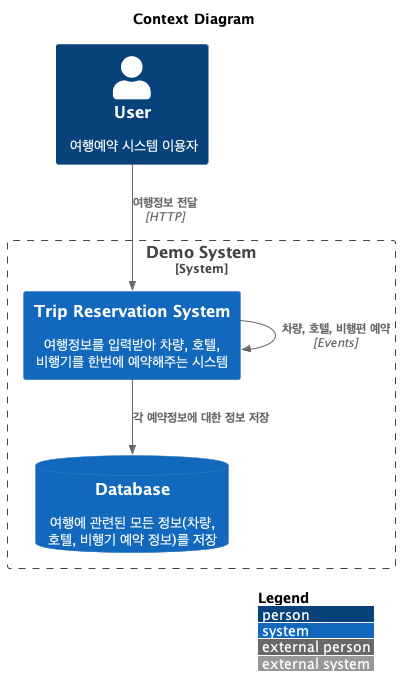 Context Diagram
User
여행예약 시스템 이용자
여행정보 전달
[HTTP]
Demo System
[System]
Trip Reservation System
여행정보를 입력받아 차량, 호텔,
비행기를 한번에 예약해주는 시스템
차량, 호텔, 비행편 예약
[Events]
각 예약정보에 대한 정보 저장
Database
여행에 관련된 모든 정보(차량,
호텔, 비행기 예약 정보)를 저장
Legend
person
system
external person
external system